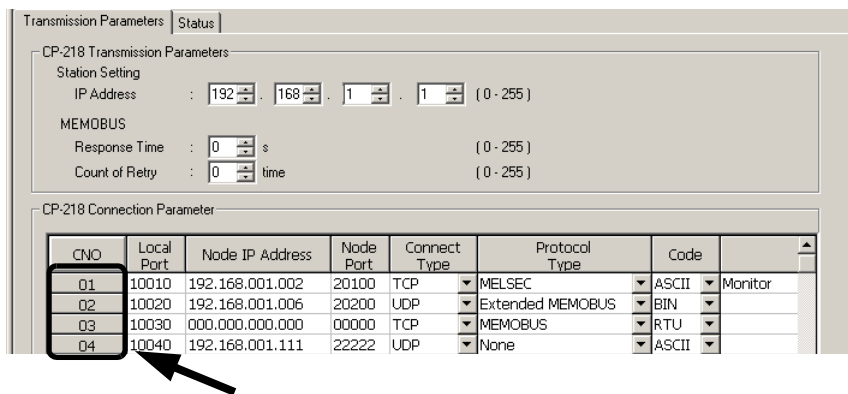 Transmission Parameters Status
CP-218 Transmission Parameters
Station Setting
IP Address : 192 . 168 . 1 . 1 ( 0 - 255 )
MEMOBUS
Response Time : 0 s ( 0 - 255 )
Count of Retry : 0 time ( 0 - 255 )
CP-218 Connection Parameter
CNO Local Port Node IP Address Node Port Connect Type Protocol Type Code
01 10010 192.168.001.002 20100 TCP MELSEC ASCII Monitor
02 10020 192.168.001.006 20200 UDP Extended MEMOBUS BIN
03 10030 000.000.000.000 00000 TCP MEMOBUS RTU
04 10040 192.168.001.111 22222 UDP None ASCII